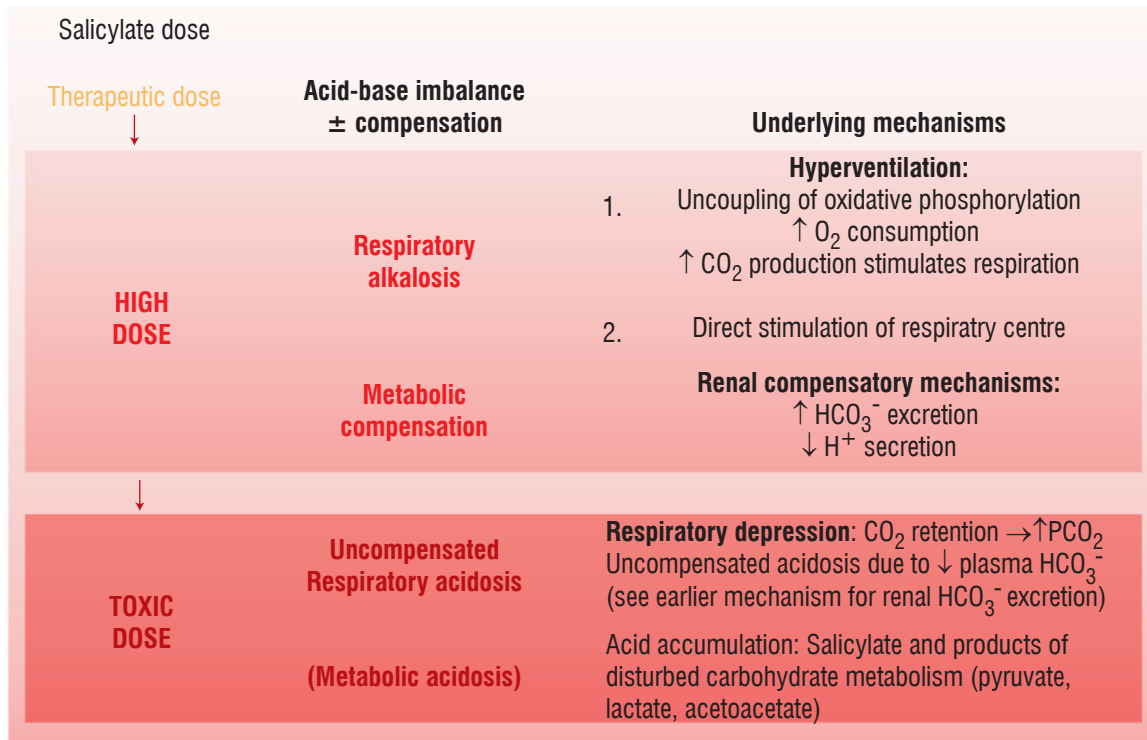 Salicylate dose
Therapeutic dose
↓
Acid-base imbalance
± compensation
Underlying mechanisms
HIGH
DOSE
Respiratory
alkalosis
Hyperventilation:
1. Uncoupling of oxidative phosphorylation
↑ O₂ consumption
↑ CO₂ production stimulates respiration
2. Direct stimulation of respiratry centre
Metabolic
compensation
Renal compensatory mechanisms:
↑ HCO₃⁻ excretion
↓ H⁺ secretion
↓
TOXIC
DOSE
Uncompensated
Respiratory acidosis
Respiratory depression: CO₂ retention →↑PCO₂
Uncompensated acidosis due to ↓ plasma HCO₃⁻
(see earlier mechanism for renal HCO₃⁻ excretion)
(Metabolic acidosis)
Acid accumulation: Salicylate and products of
disturbed carbohydrate metabolism (pyruvate,
lactate, acetoacetate)